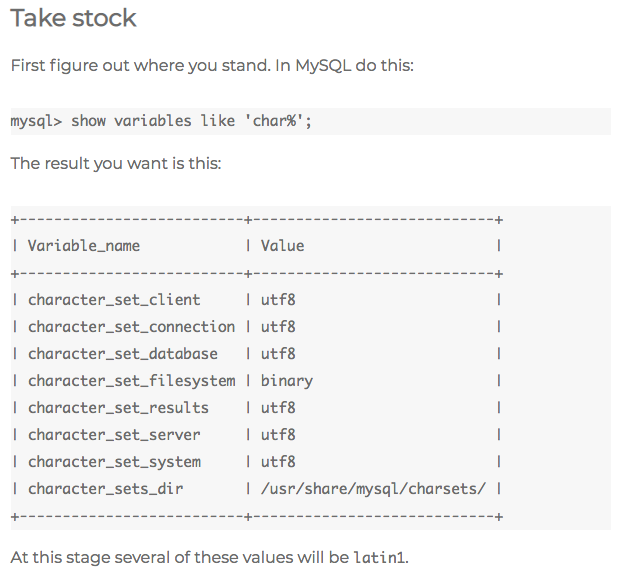 Take stock
First figure out where you stand. In MySQL do this:
mysql> show variables like 'char%';
The result you want is this:
+--------------------------+----------------------------+
| Variable_name            | Value                      |
+--------------------------+----------------------------+
| character_set_client     | utf8                       |
| character_set_connection | utf8                       |
| character_set_database   | utf8                       |
| character_set_filesystem | binary                     |
| character_set_results    | utf8                       |
| character_set_server     | utf8                       |
| character_set_system     | utf8                       |
| character_sets_dir       | /usr/share/mysql/charsets/ |
+--------------------------+----------------------------+
At this stage several of these values will be latin1.